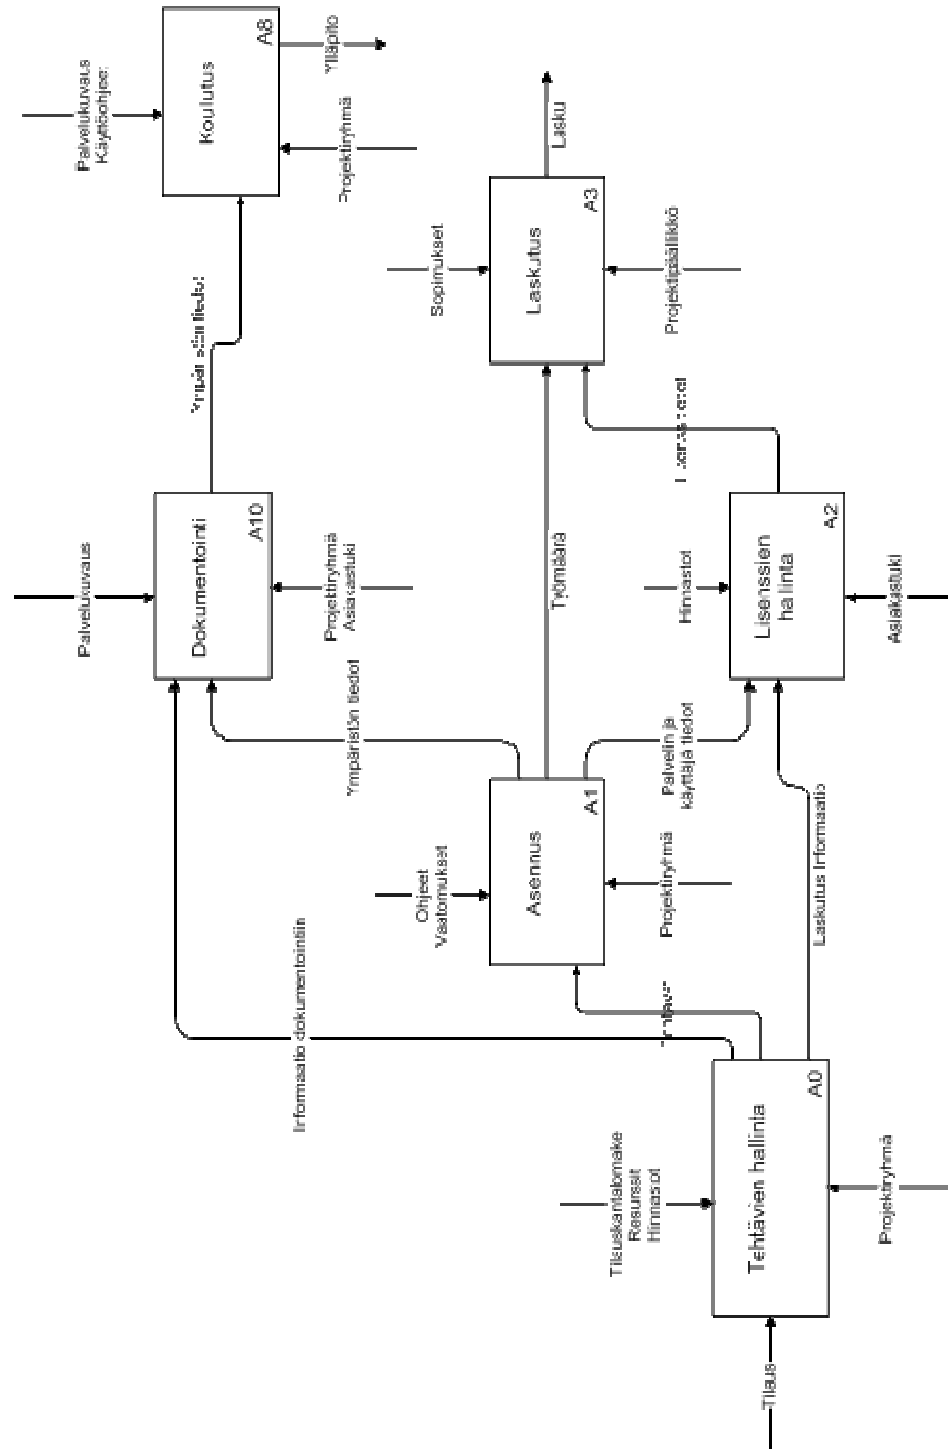 Palvelukuvaus
Käyttöohjeet
Koulutus
A8
Ylläpito
Projektiryhmä
Lasku
Sopimukset
Laskutus
A3
Projektipäällikkö
Ympäristön tiedot
Palvelukuvaus
Dokumentointi
A10
Projektiryhmä
Asiakastuki
Työmäärä
Hinnastot
Lisenssien
hallinta
A2
Asiakastuki
Ympäristön tiedot
Palvelin ja
käyttäjä tiedot
Ohjeet
Vaatimukset
Asennus
A1
Projektiryhmä
Laskutus Informaatio
Informaatio dokumentointiin
Resurssit
Hinnastot
Tehtävien hallinta
A0
Projektiryhmä
Tilaus